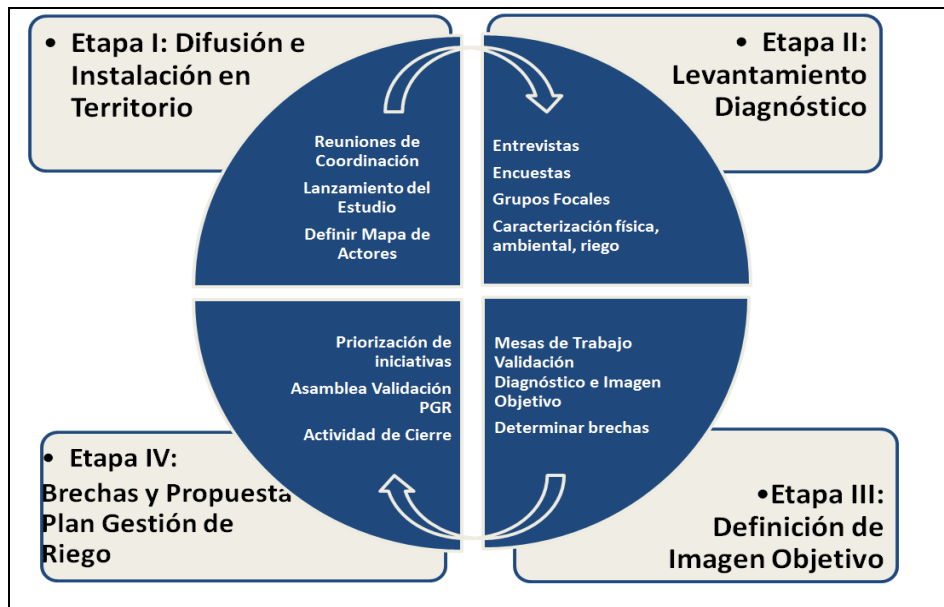 • Etapa I: Difusión e
Instalación en
Territorio
• Etapa II:
Levantamiento
Diagnóstico
Reuniones de
Coordinación
Lanzamiento del
Estudio
Definir Mapa de
Actores
Entrevistas
Encuestas
Grupos Focales
Caracterización física,
ambiental, riego
Priorización de
iniciativas
Asamblea Validación
PGR
Actividad de Cierre
Mesas de Trabajo
Validación
Diagnóstico e Imagen
Objetivo
Determinar brechas
• Etapa IV:
Brechas y Propuesta
Plan Gestión de
Riego
•Etapa III:
Definición de
Imagen Objetivo